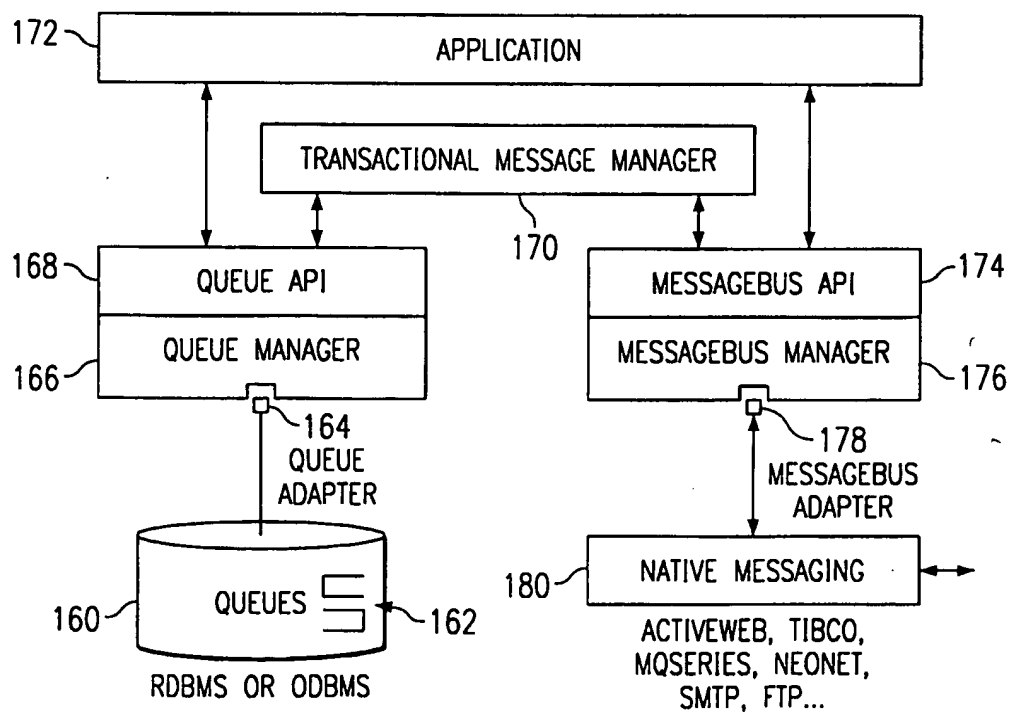 172
APPLICATION
TRANSACTIONAL MESSAGE MANAGER
170
168
QUEUE API
MESSAGEBUS API
174
166
QUEUE MANAGER
MESSAGEBUS MANAGER
176
164
QUEUE
ADAPTER
178
MESSAGEBUS
ADAPTER
160
QUEUES
162
RDBMS OR ODBMS
180
NATIVE MESSAGING
ACTIVEWEB, TIBCO,
MQSERIES, NEONET,
SMTP, FTP...